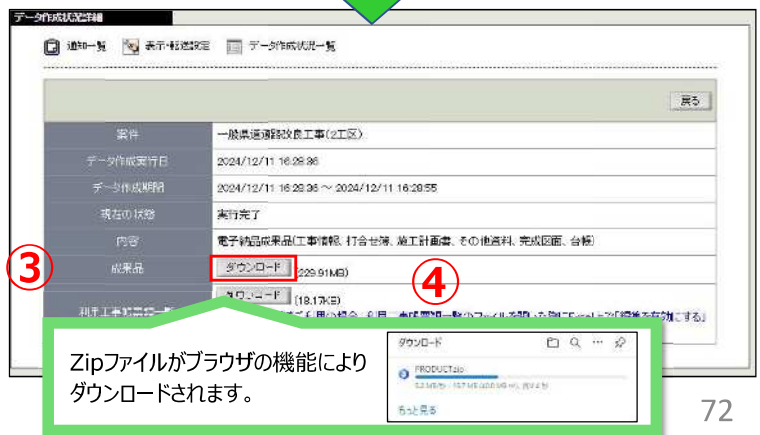 データ作成状況詳細
通知一覧 表示・転送設定 データ作成状況一覧
戻る
案件 一般県道道路改良工事(2工区)
データ作成実行日 2024/12/11 16:28:36
データ作成期間 2024/12/11 16:28:36 ～ 2024/12/11 16:28:55
現在の状態 実行完了
内容 電子納品成果品(工事情報、打合せ簿、施工計画書、その他資料、完成図面、台帳)
③ 成果品 ダウンロード (229.91MB)
④
ダウンロード (18.17KB)
Zipファイルがブラウザの機能により
ダウンロードされます。
ダウンロード
PRODUCT.zip
もっと見る
72